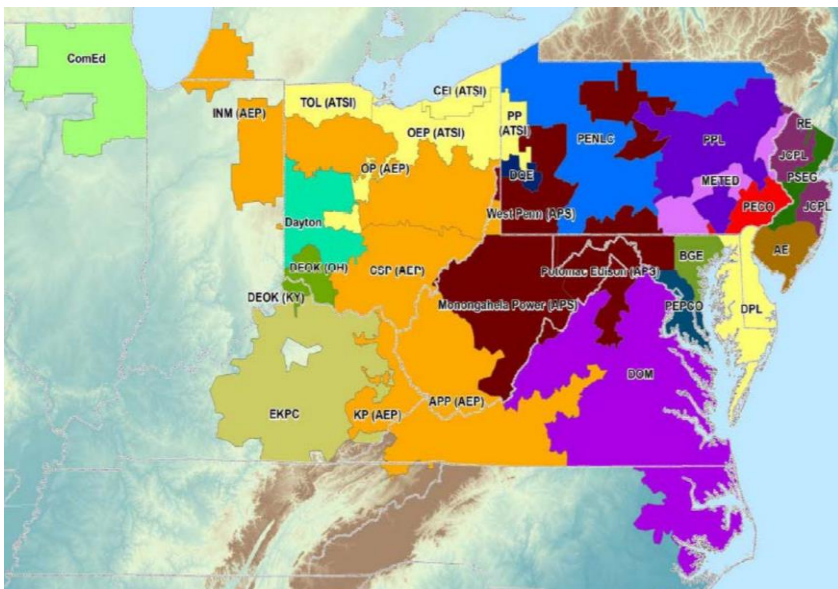 ComEd
INM (AEP)
TOL (ATSI)
CEI (ATSI)
OEP (ATSI)
PP
(ATSI)
PENLC
PPL
RE
JCPL
METED
PSEG
PECO
JCPL
OP (AEP)
DQE
West Penn (APS)
Dayton
DEOK (OH)
CSP (AEP)
Potomac Edison (APS)
BGE
AE
DEOK (KY)
Monongahela Power (APS)
PEPCO
DPL
DOM
EKPC
KP (AEP)
APP (AEP)